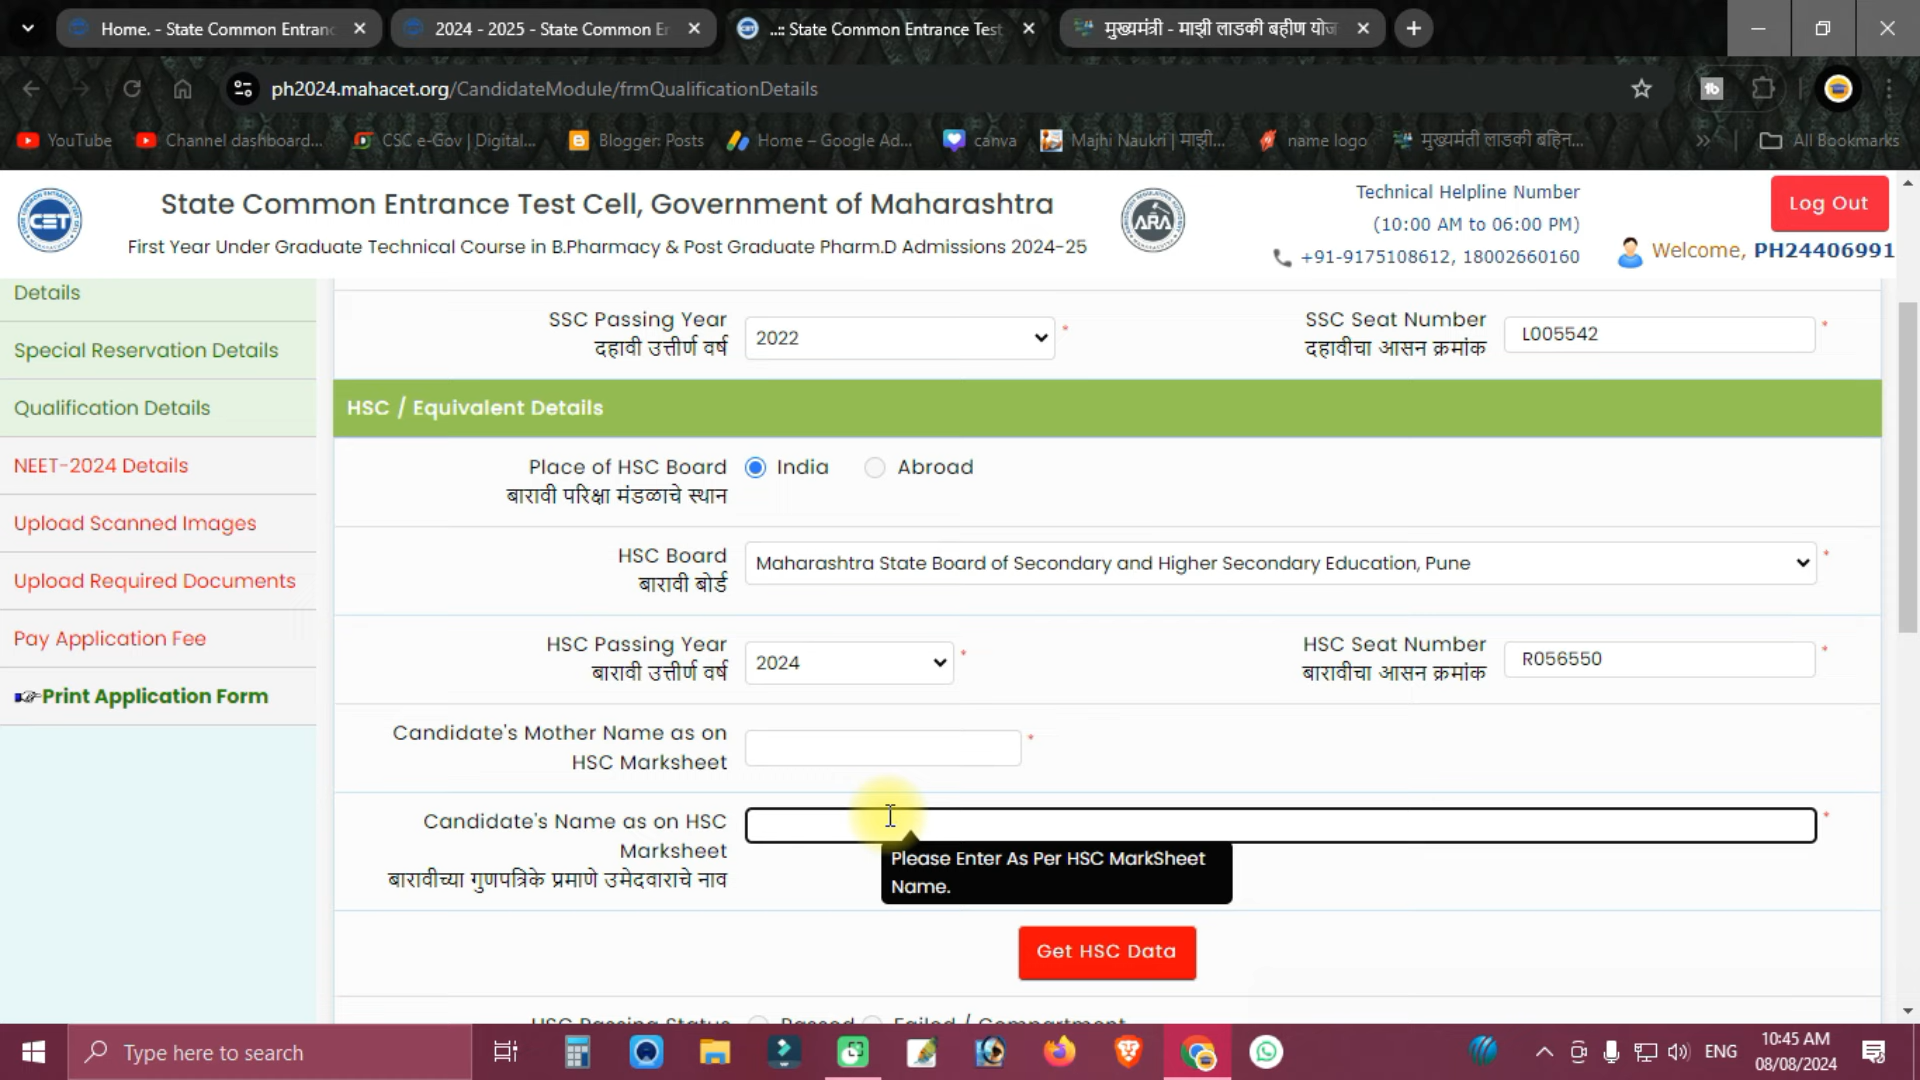 Home. - State Common Entranc
2024 - 2025 - State Common Er
..:: State Common Entrance Test
मुख्यमंत्री - माझी लाडकी बहीण योज
ph2024.mahacet.org/CandidateModule/frmQualificationDetails
YouTube
Channel dashboard...
CSC e-Gov | Digital...
Blogger: Posts
Home – Google Ad...
canva
Majhi Naukri | माझी...
name logo
मुख्यमंती लाडकी बहिन...
All Bookmarks
State Common Entrance Test Cell, Government of Maharashtra
First Year Under Graduate Technical Course in B.Pharmacy & Post Graduate Pharm.D Admissions 2024-25
CET
ARA
Technical Helpline Number
(10:00 AM to 06:00 PM)
+91-9175108612, 18002660160
Log Out
Welcome, PH24406991
Details
Special Reservation Details
Qualification Details
NEET-2024 Details
Upload Scanned Images
Upload Required Documents
Pay Application Fee
Print Application Form
SSC Passing Year
दहावी उत्तीर्ण वर्ष
2022 *
SSC Seat Number
दहावीचा आसन क्रमांक
L005542 *
HSC / Equivalent Details
Place of HSC Board
बारावी परिक्षा मंडळाचे स्थान
India
Abroad
HSC Board
बारावी बोर्ड
Maharashtra State Board of Secondary and Higher Secondary Education, Pune *
HSC Passing Year
बारावी उत्तीर्ण वर्ष
2024 *
HSC Seat Number
बारावीचा आसन क्रमांक
R056550 *
Candidate's Mother Name as on
HSC Marksheet
*
Candidate's Name as on HSC
Marksheet
बारावीच्या गुणपत्रिके प्रमाणे उमेदवाराचे नाव
*
Please Enter As Per HSC MarkSheet
Name.
Get HSC Data
HSC Passing Status
Passed
Failed / Compartment
Type here to search
ENG
10:45 AM
08/08/2024